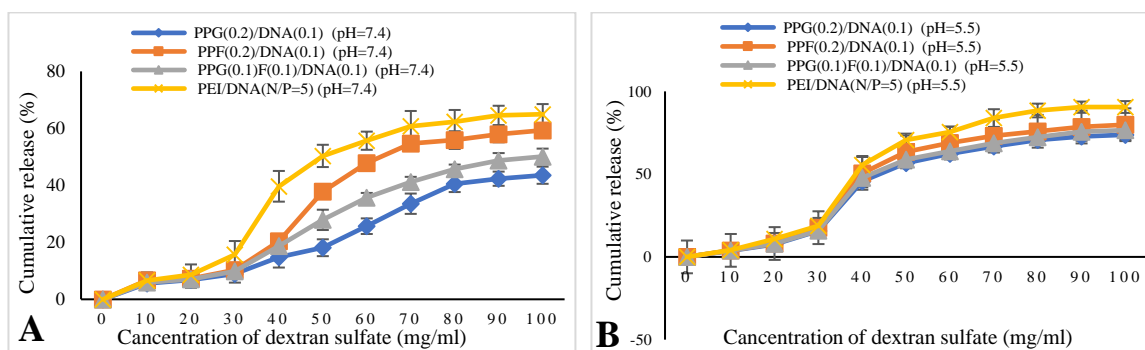 PPG(0.2)/DNA(0.1) (pH=7.4)
PPF(0.2)/DNA(0.1) (pH=7.4)
PPG(0.1)F(0.1)/DNA(0.1) (pH=7.4)
PEI/DNA(N/P=5) (pH=7.4)
Cumulative release (%)
80
60
40
20
0
0 10 20 30 40 50 60 70 80 90 100
A
Cancentration of dextran sulfate (mg/ml)
PPG(0.2)/DNA(0.1) (pH=5.5)
PPF(0.2)/DNA(0.1) (pH=5.5)
PPG(0.1)F(0.1)/DNA(0.1) (pH=5.5)
PEI/DNA(N/P=5) (pH=5.5)
Cumulative release (%)
100
50
0
-50
0 10 20 30 40 50 60 70 80 90 100
B
Cancentration of dextran sulfate (mg/ml)